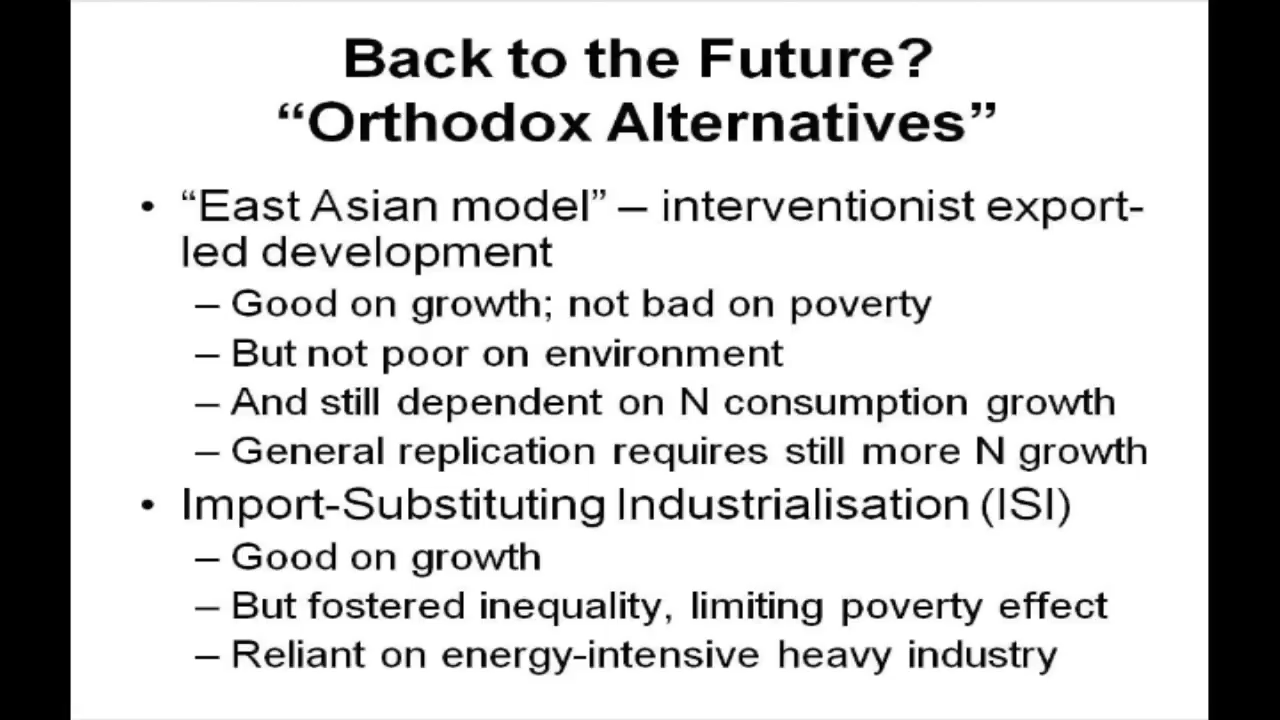 Back to the Future?
“Orthodox Alternatives”
• “East Asian model” – interventionist export-
led development
– Good on growth; not bad on poverty
– But not poor on environment
– And still dependent on N consumption growth
– General replication requires still more N growth
• Import-Substituting Industrialisation (ISI)
– Good on growth
– But fostered inequality, limiting poverty effect
– Reliant on energy-intensive heavy industry